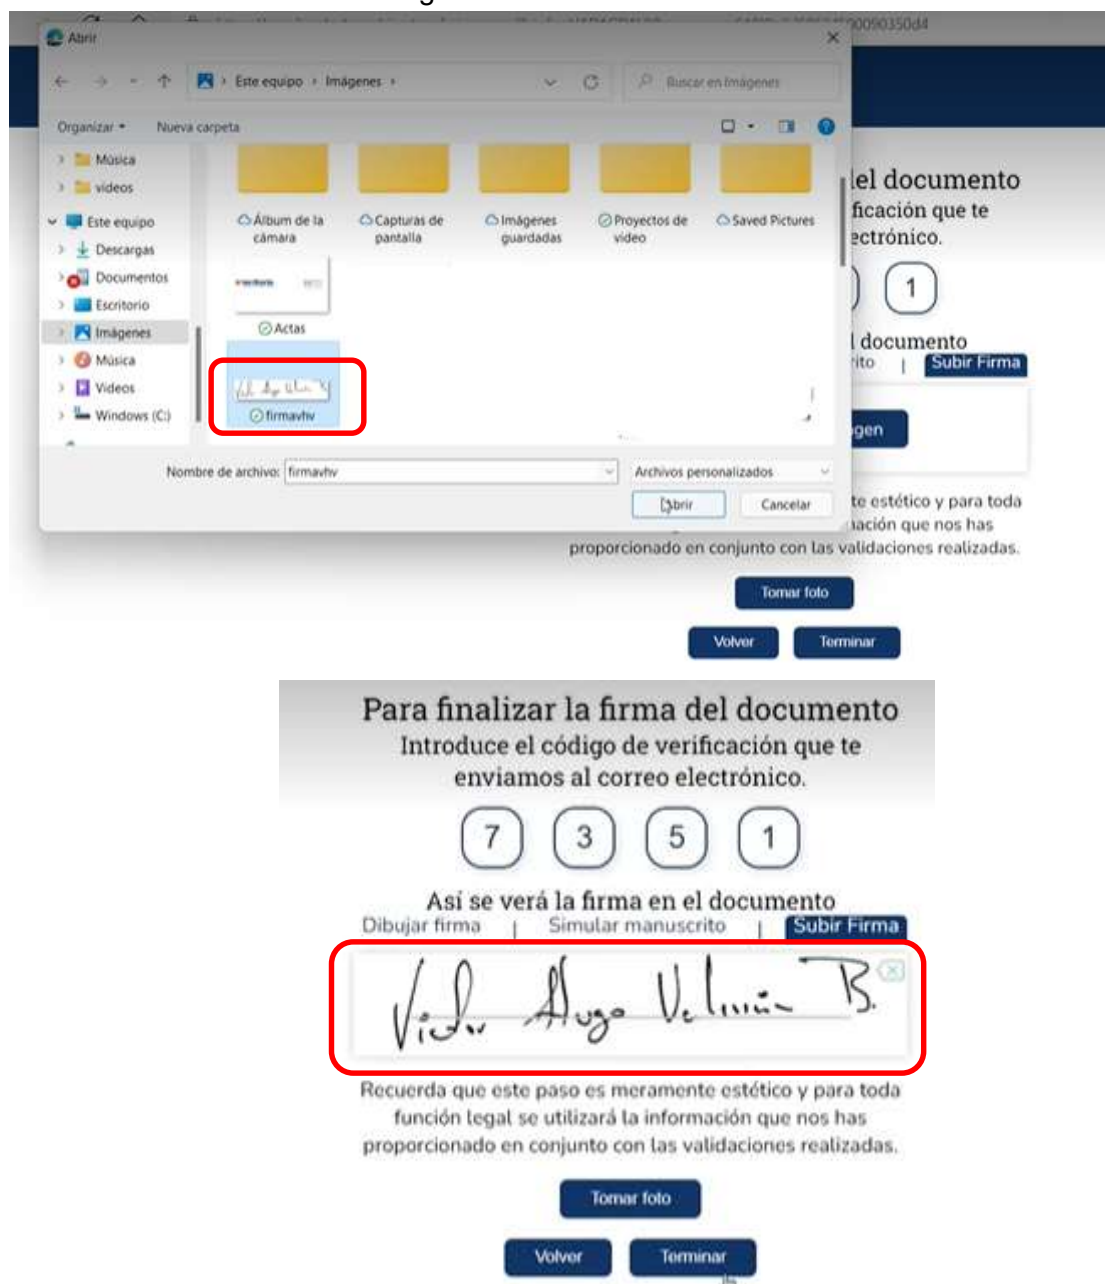 Abrir
Este equipo › Imágenes ›
Buscar en Imágenes
Organizar
Nueva carpeta
Música
videos
Este equipo
Descargas
Documentos
Escritorio
Imágenes
Música
Videos
Windows (C:)
Álbum de la cámara
Capturas de pantalla
Imágenes guardadas
Proyectos de video
Saved Pictures
Actas
firmavhv
Nombre de archivo: firmavhv
Archivos personalizados
Abrir
Cancelar
el documento
ficación que te
ectrónico.
1
documento
ito | Subir Firma
gen
te estético y para toda
ación que nos has
proporcionado en conjunto con las validaciones realizadas.
Tomar foto
Volver
Terminar
Para finalizar la firma del documento
Introduce el código de verificación que te
enviamos al correo electrónico.
7 3 5 1
Así se verá la firma en el documento
Dibujar firma | Simular manuscrito | Subir Firma
Victor Hugo B.
Recuerda que este paso es meramente estético y para toda
función legal se utilizará la información que nos has
proporcionado en conjunto con las validaciones realizadas.
Tomar foto
Volver
Terminar